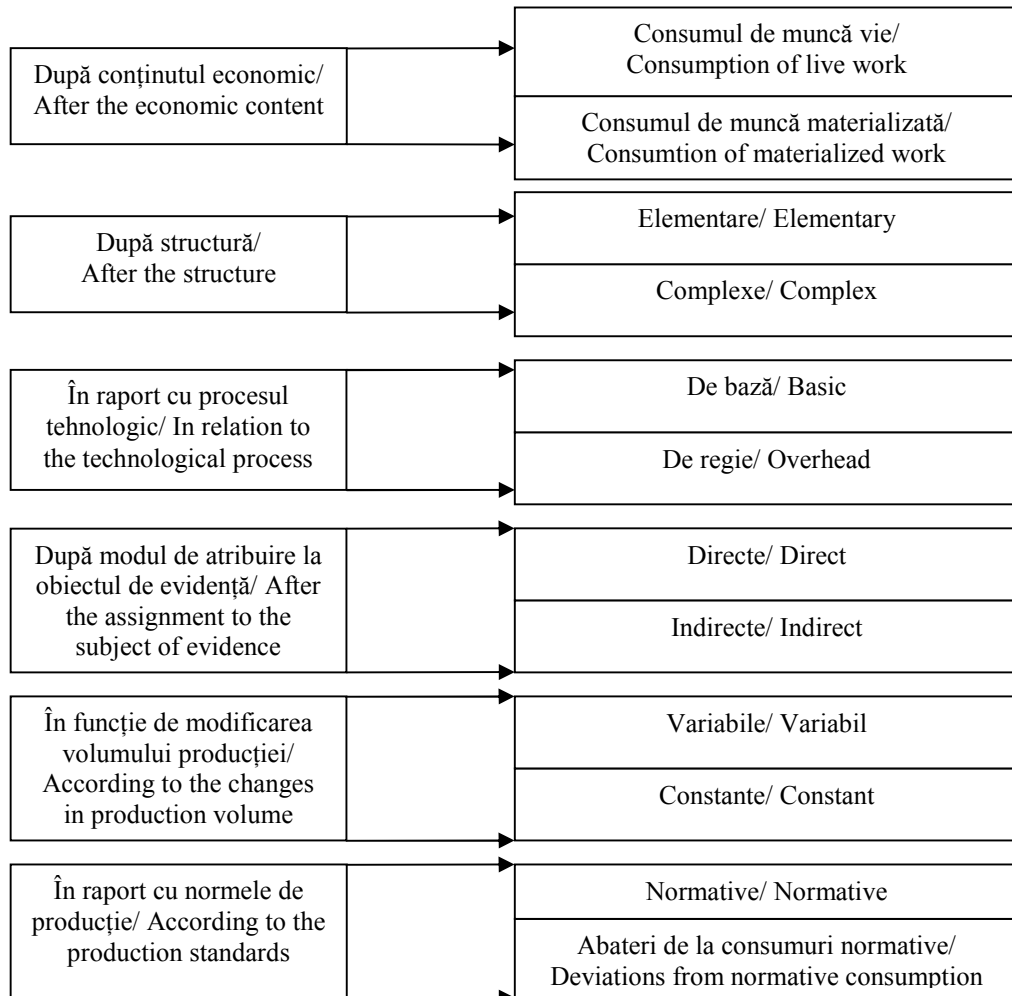 După conținutul economic/
After the economic content
Consumul de muncă vie/
Consumption of live work
Consumul de muncă materializată/
Consumtion of materialized work
După structură/
After the structure
Elementare/ Elementary
Complexe/ Complex
În raport cu procesul
tehnologic/ In relation to
the technological process
De bază/ Basic
De regie/ Overhead
După modul de atribuire la
obiectul de evidență/ After
the assignment to the
subject of evidence
Directe/ Direct
Indirecte/ Indirect
În funcție de modificarea
volumului producției/
According to the changes
in production volume
Variabile/ Variabil
Constante/ Constant
În raport cu normele de
producție/ According to the
production standards
Normative/ Normative
Abateri de la consumuri normative/
Deviations from normative consumption